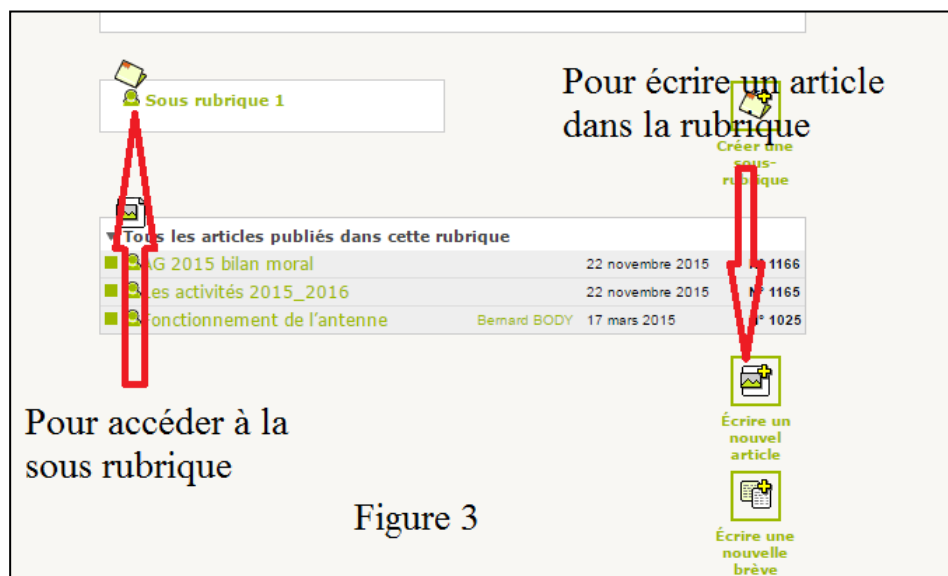 Sous rubrique 1
Pour écrire un article
dans la rubrique
Créer une
sous-
rubrique
Tous les articles publiés dans cette rubrique
AG 2015 bilan moral 22 novembre 2015 N° 1166
Les activités 2015_2016 22 novembre 2015 N° 1165
Fonctionnement de l'antenne Bernard BODY 17 mars 2015 N° 1025
Écrire un
nouvel
article
Pour accéder à la
sous rubrique
Figure 3
Écrire une
nouvelle
brève